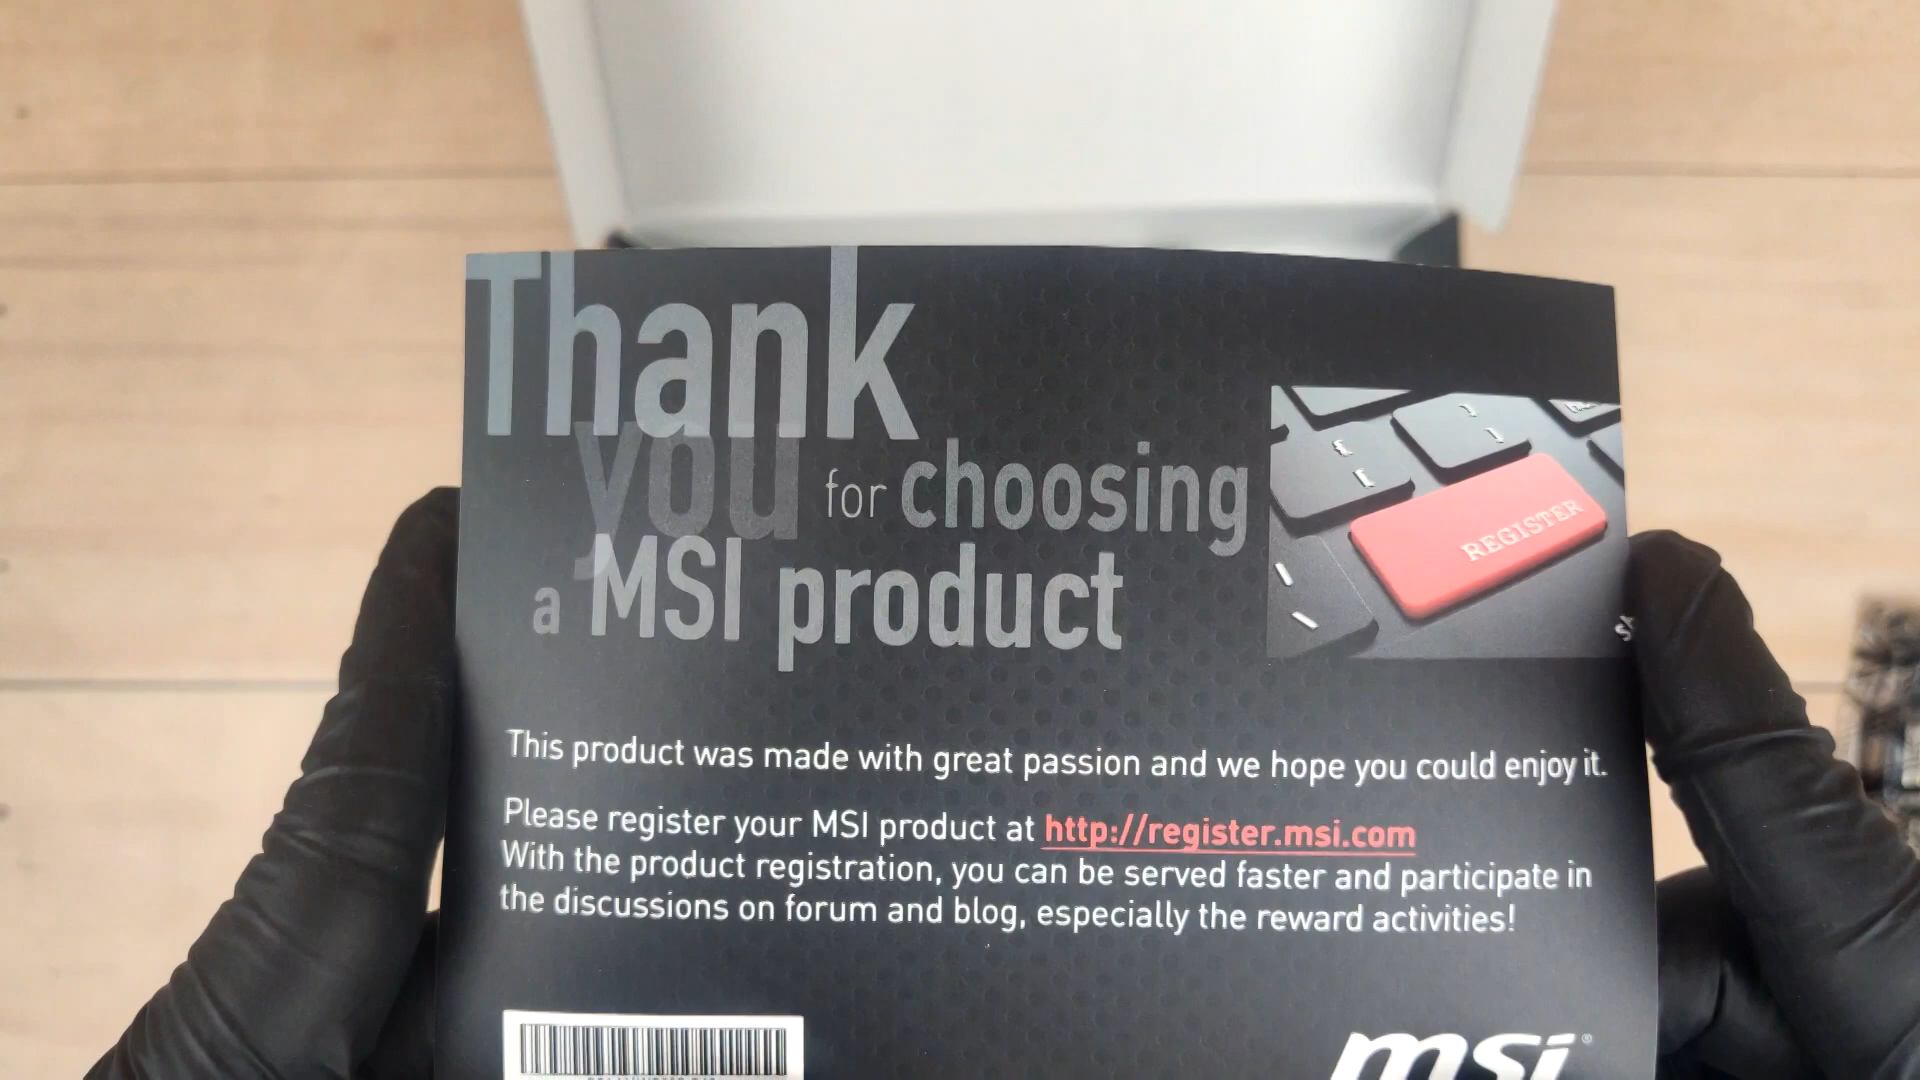 Thank
you for choosing
a MSI product
REGISTER
This product was made with great passion and we hope you could enjoy it.
Please register your MSI product at http://register.msi.com
With the product registration, you can be served faster and participate in
the discussions on forum and blog, especially the reward activities!
msi®